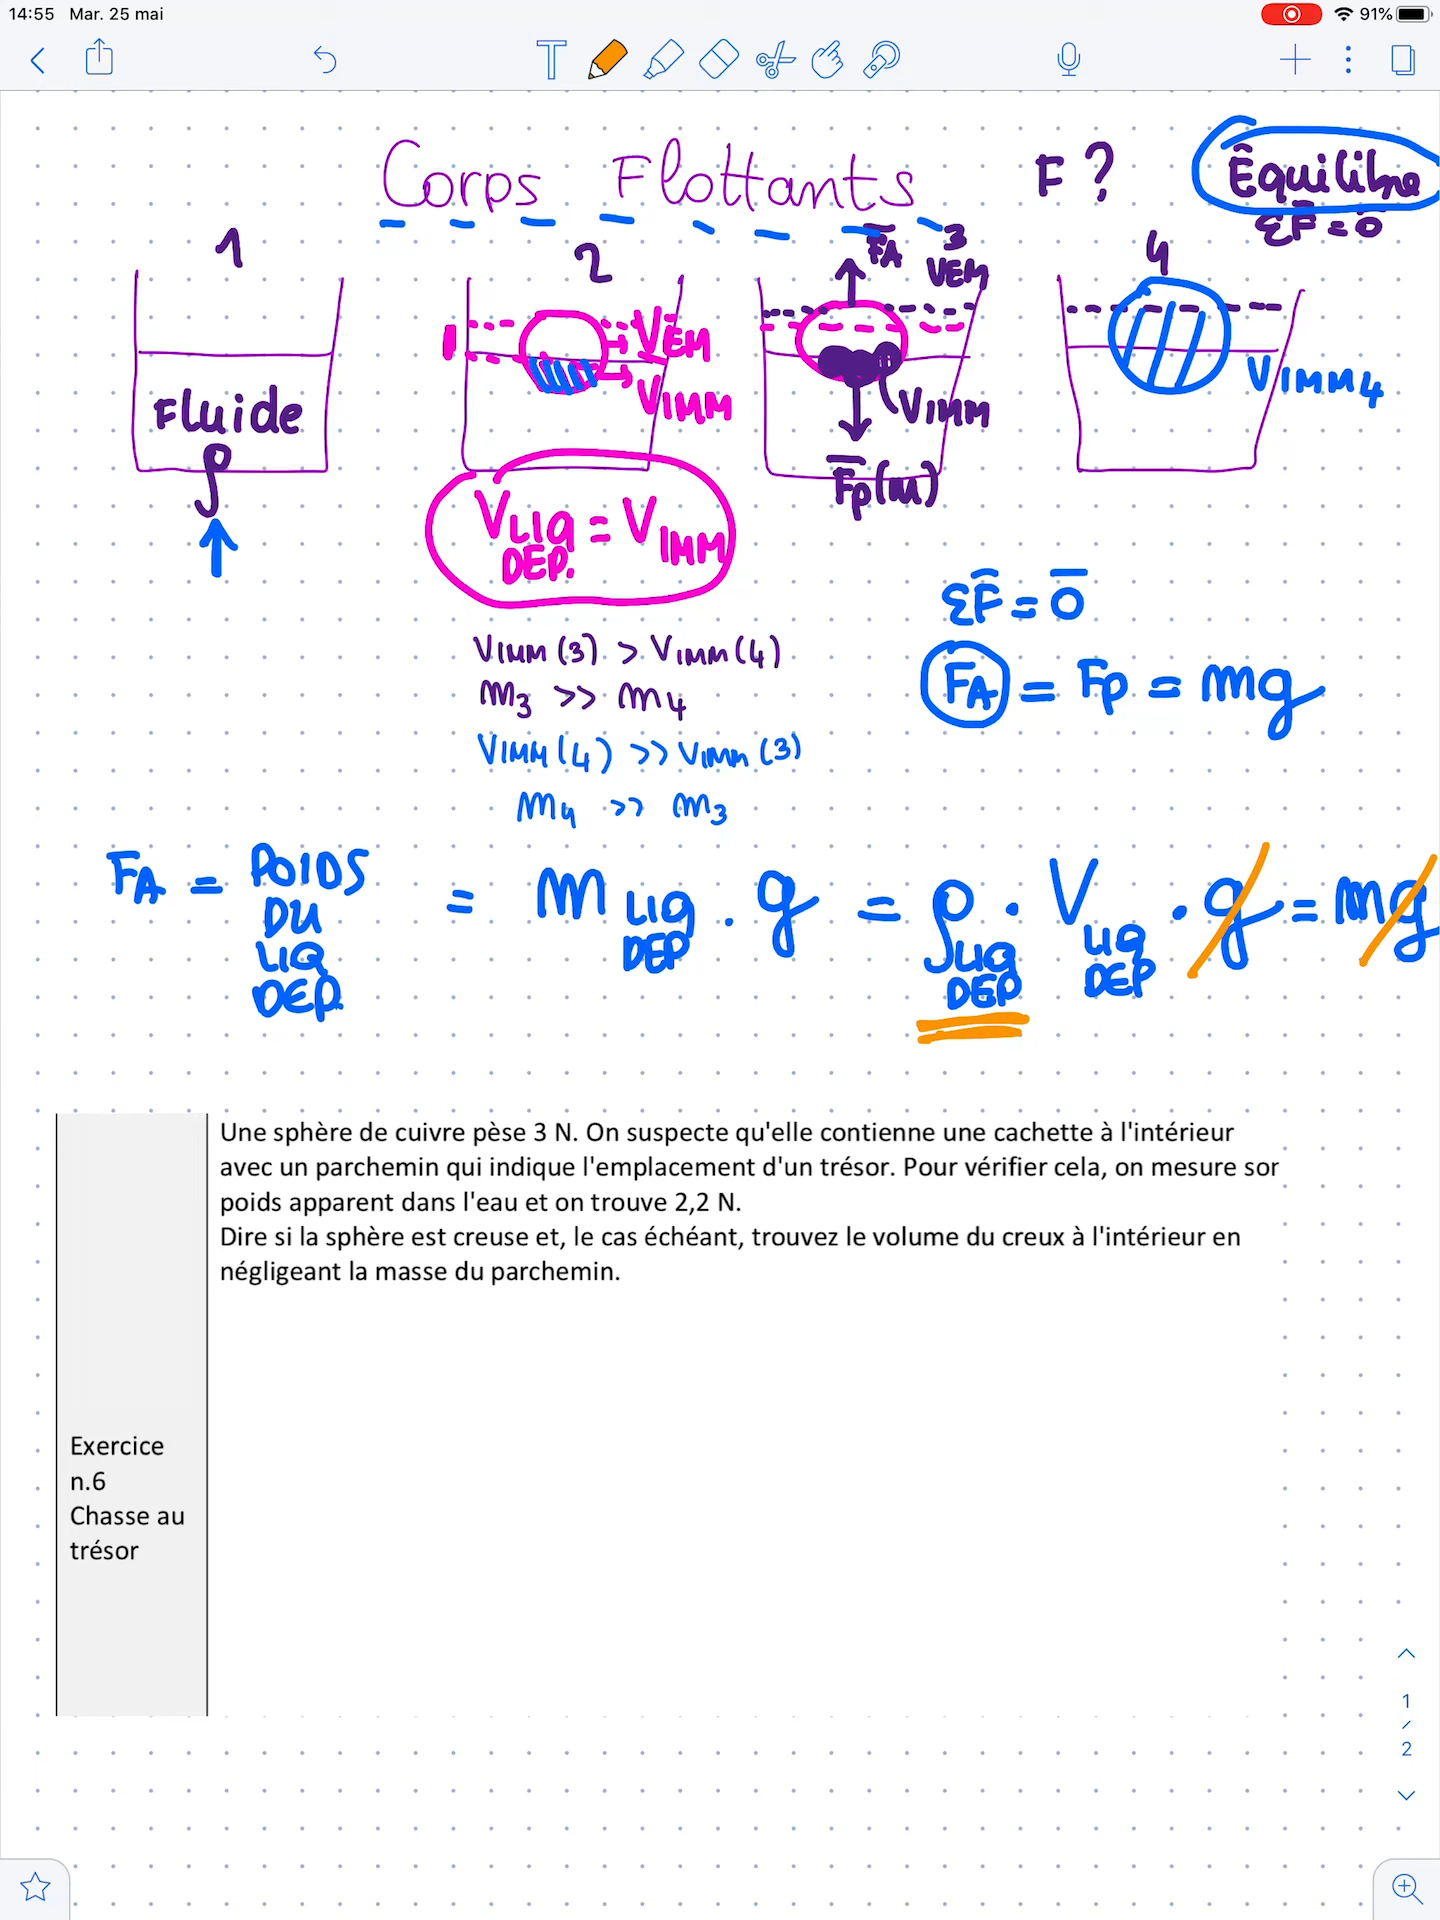 14:55 Mar. 25 mai
91%
Corps Flottants
F ?
Équilibre
ΣF = 0
1
2
3
4
FA
VEM
VEM
VIMM
VIMM
VIMM4
Fluide
ρ
Fp(m)
VLIQ DEP. = VIMM
ΣF = 0
FA = Fp = mg
VIMM (3) > VIMM (4)
m3 >> m4
VIMM (4) >> VIMM (3)
m4 >> m3
FA = POIDS DU LIQ DEP. = m LIQ DEP . g = ρ LIQ DEP . V LIQ DEP . g = mg
Une sphère de cuivre pèse 3 N. On suspecte qu'elle contienne une cachette à l'intérieur
avec un parchemin qui indique l'emplacement d'un trésor. Pour vérifier cela, on mesure sor
poids apparent dans l'eau et on trouve 2,2 N.
Dire si la sphère est creuse et, le cas échéant, trouvez le volume du creux à l'intérieur en
négligeant la masse du parchemin.
Exercice
n.6
Chasse au
trésor
1
/
2